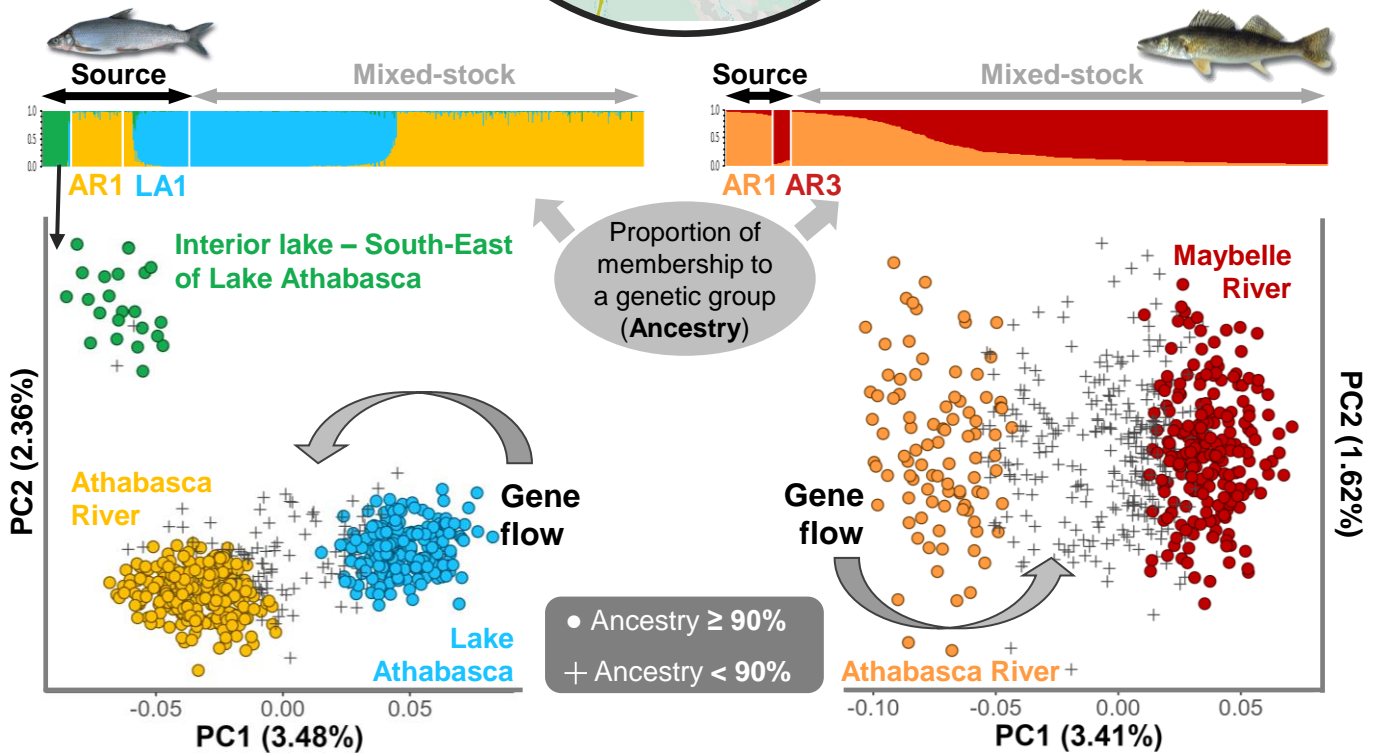 Source
Mixed-stock
1.0
0.5
0.0
AR1 LA1
Source
Mixed-stock
1.0
0.5
0.0
AR1 AR3
Proportion of
membership to
a genetic group
(Ancestry)
Interior lake – South-East
of Lake Athabasca
Athabasca
River
Gene
flow
Lake
Athabasca
PC2 (2.36%)
-0.05
0.00
0.05
PC1 (3.48%)
● Ancestry ≥ 90%
+ Ancestry < 90%
Maybelle
River
Gene
flow
Athabasca River
PC2 (1.62%)
-0.10
-0.05
0.00
0.05
PC1 (3.41%)